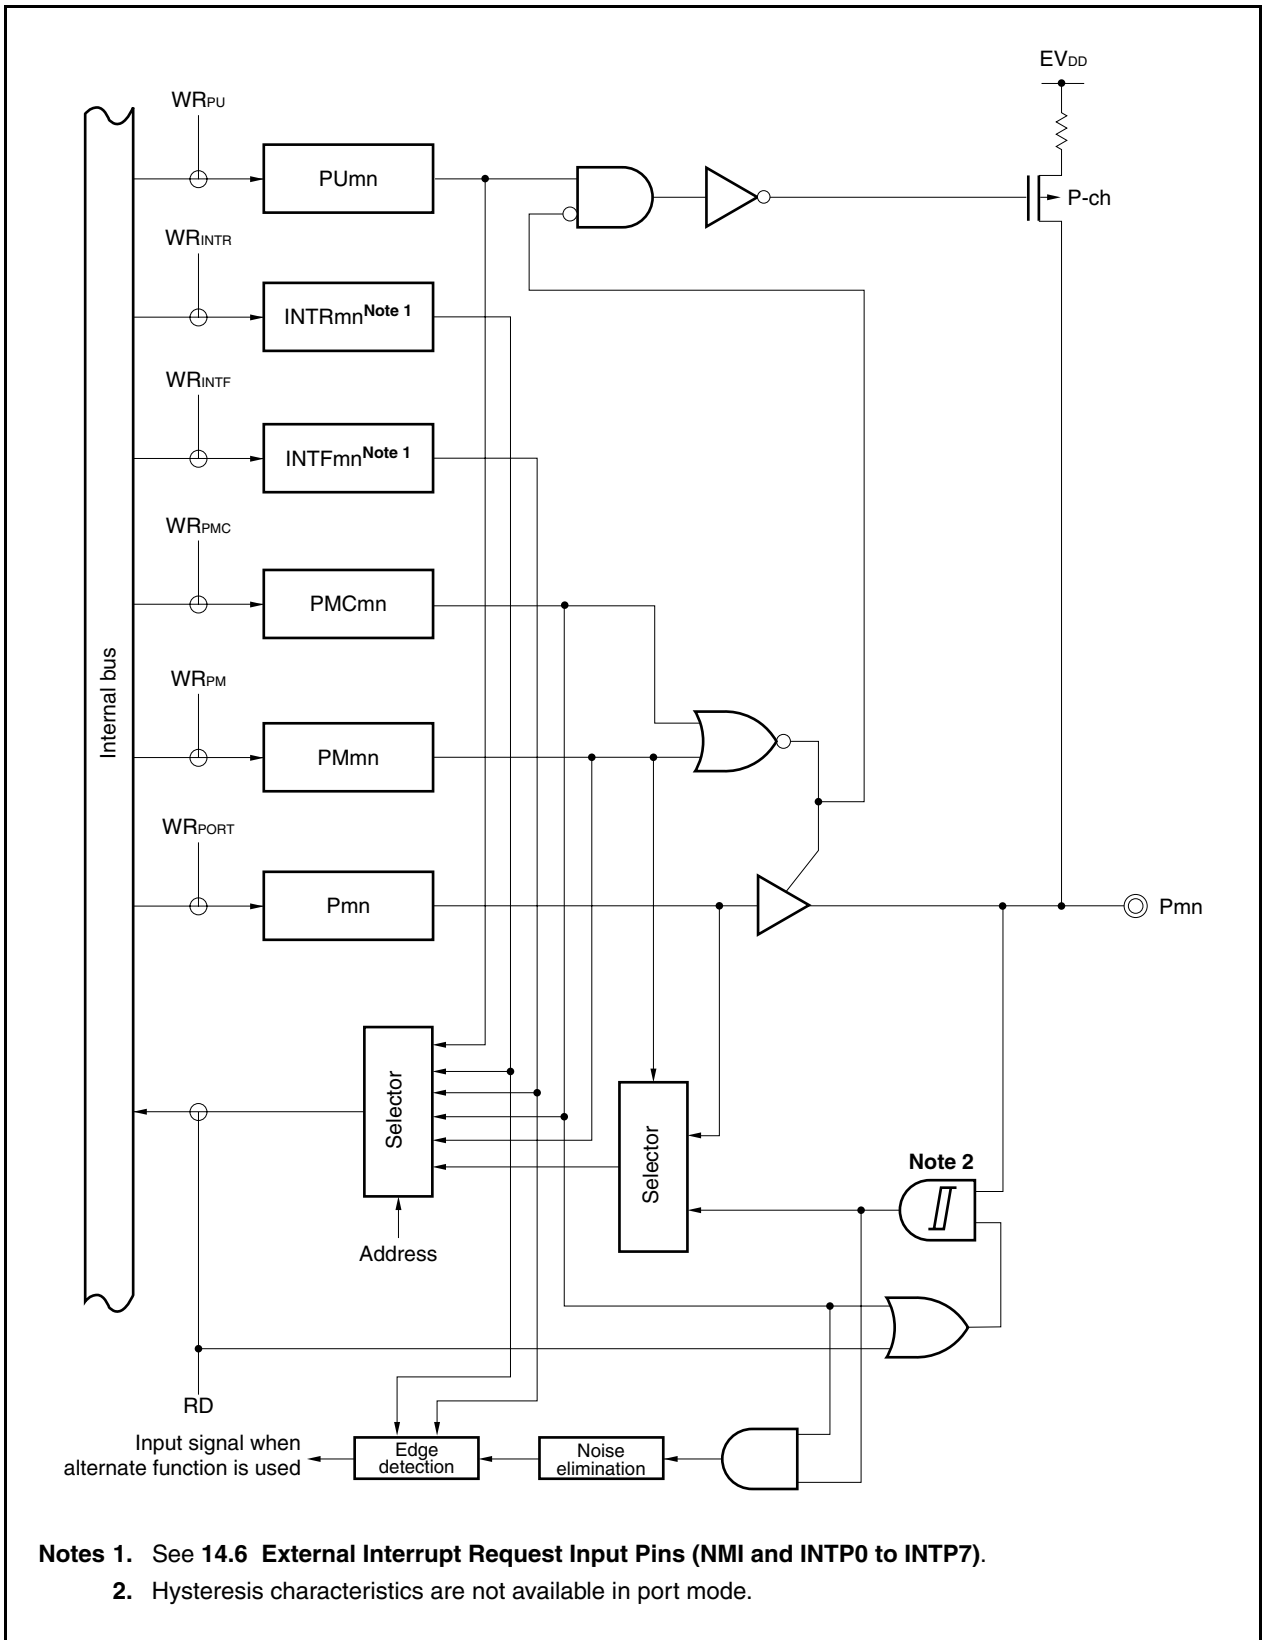 EVDD
WRPU
PUmn
P-ch
WRINTR
INTRmnNote 1
WRINTF
INTFmnNote 1
WRPMC
PMCmn
Internal bus
WRPM
PMmn
WRPORT
Pmn
Pmn
Selector
Selector
Note 2
Address
RD
Input signal when
alternate function is used
Edge
detection
Noise
elimination
Notes 1. See 14.6 External Interrupt Request Input Pins (NMI and INTP0 to INTP7).
2. Hysteresis characteristics are not available in port mode.